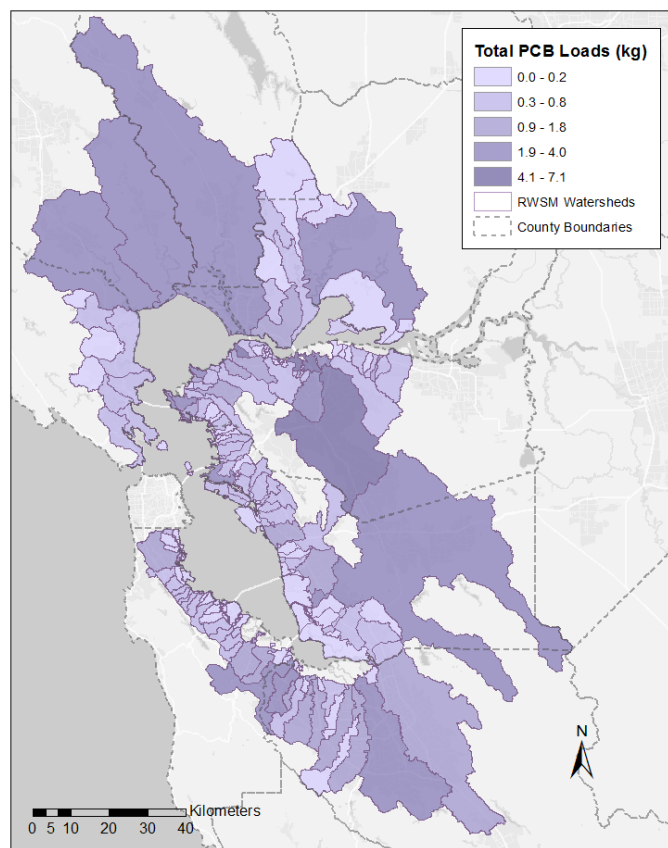 Total PCB Loads (kg)
0.0 - 0.2
0.3 - 0.8
0.9 - 1.8
1.9 - 4.0
4.1 - 7.1
RWSM Watersheds
County Boundaries
N
Kilometers
0 5 10 20 30 40